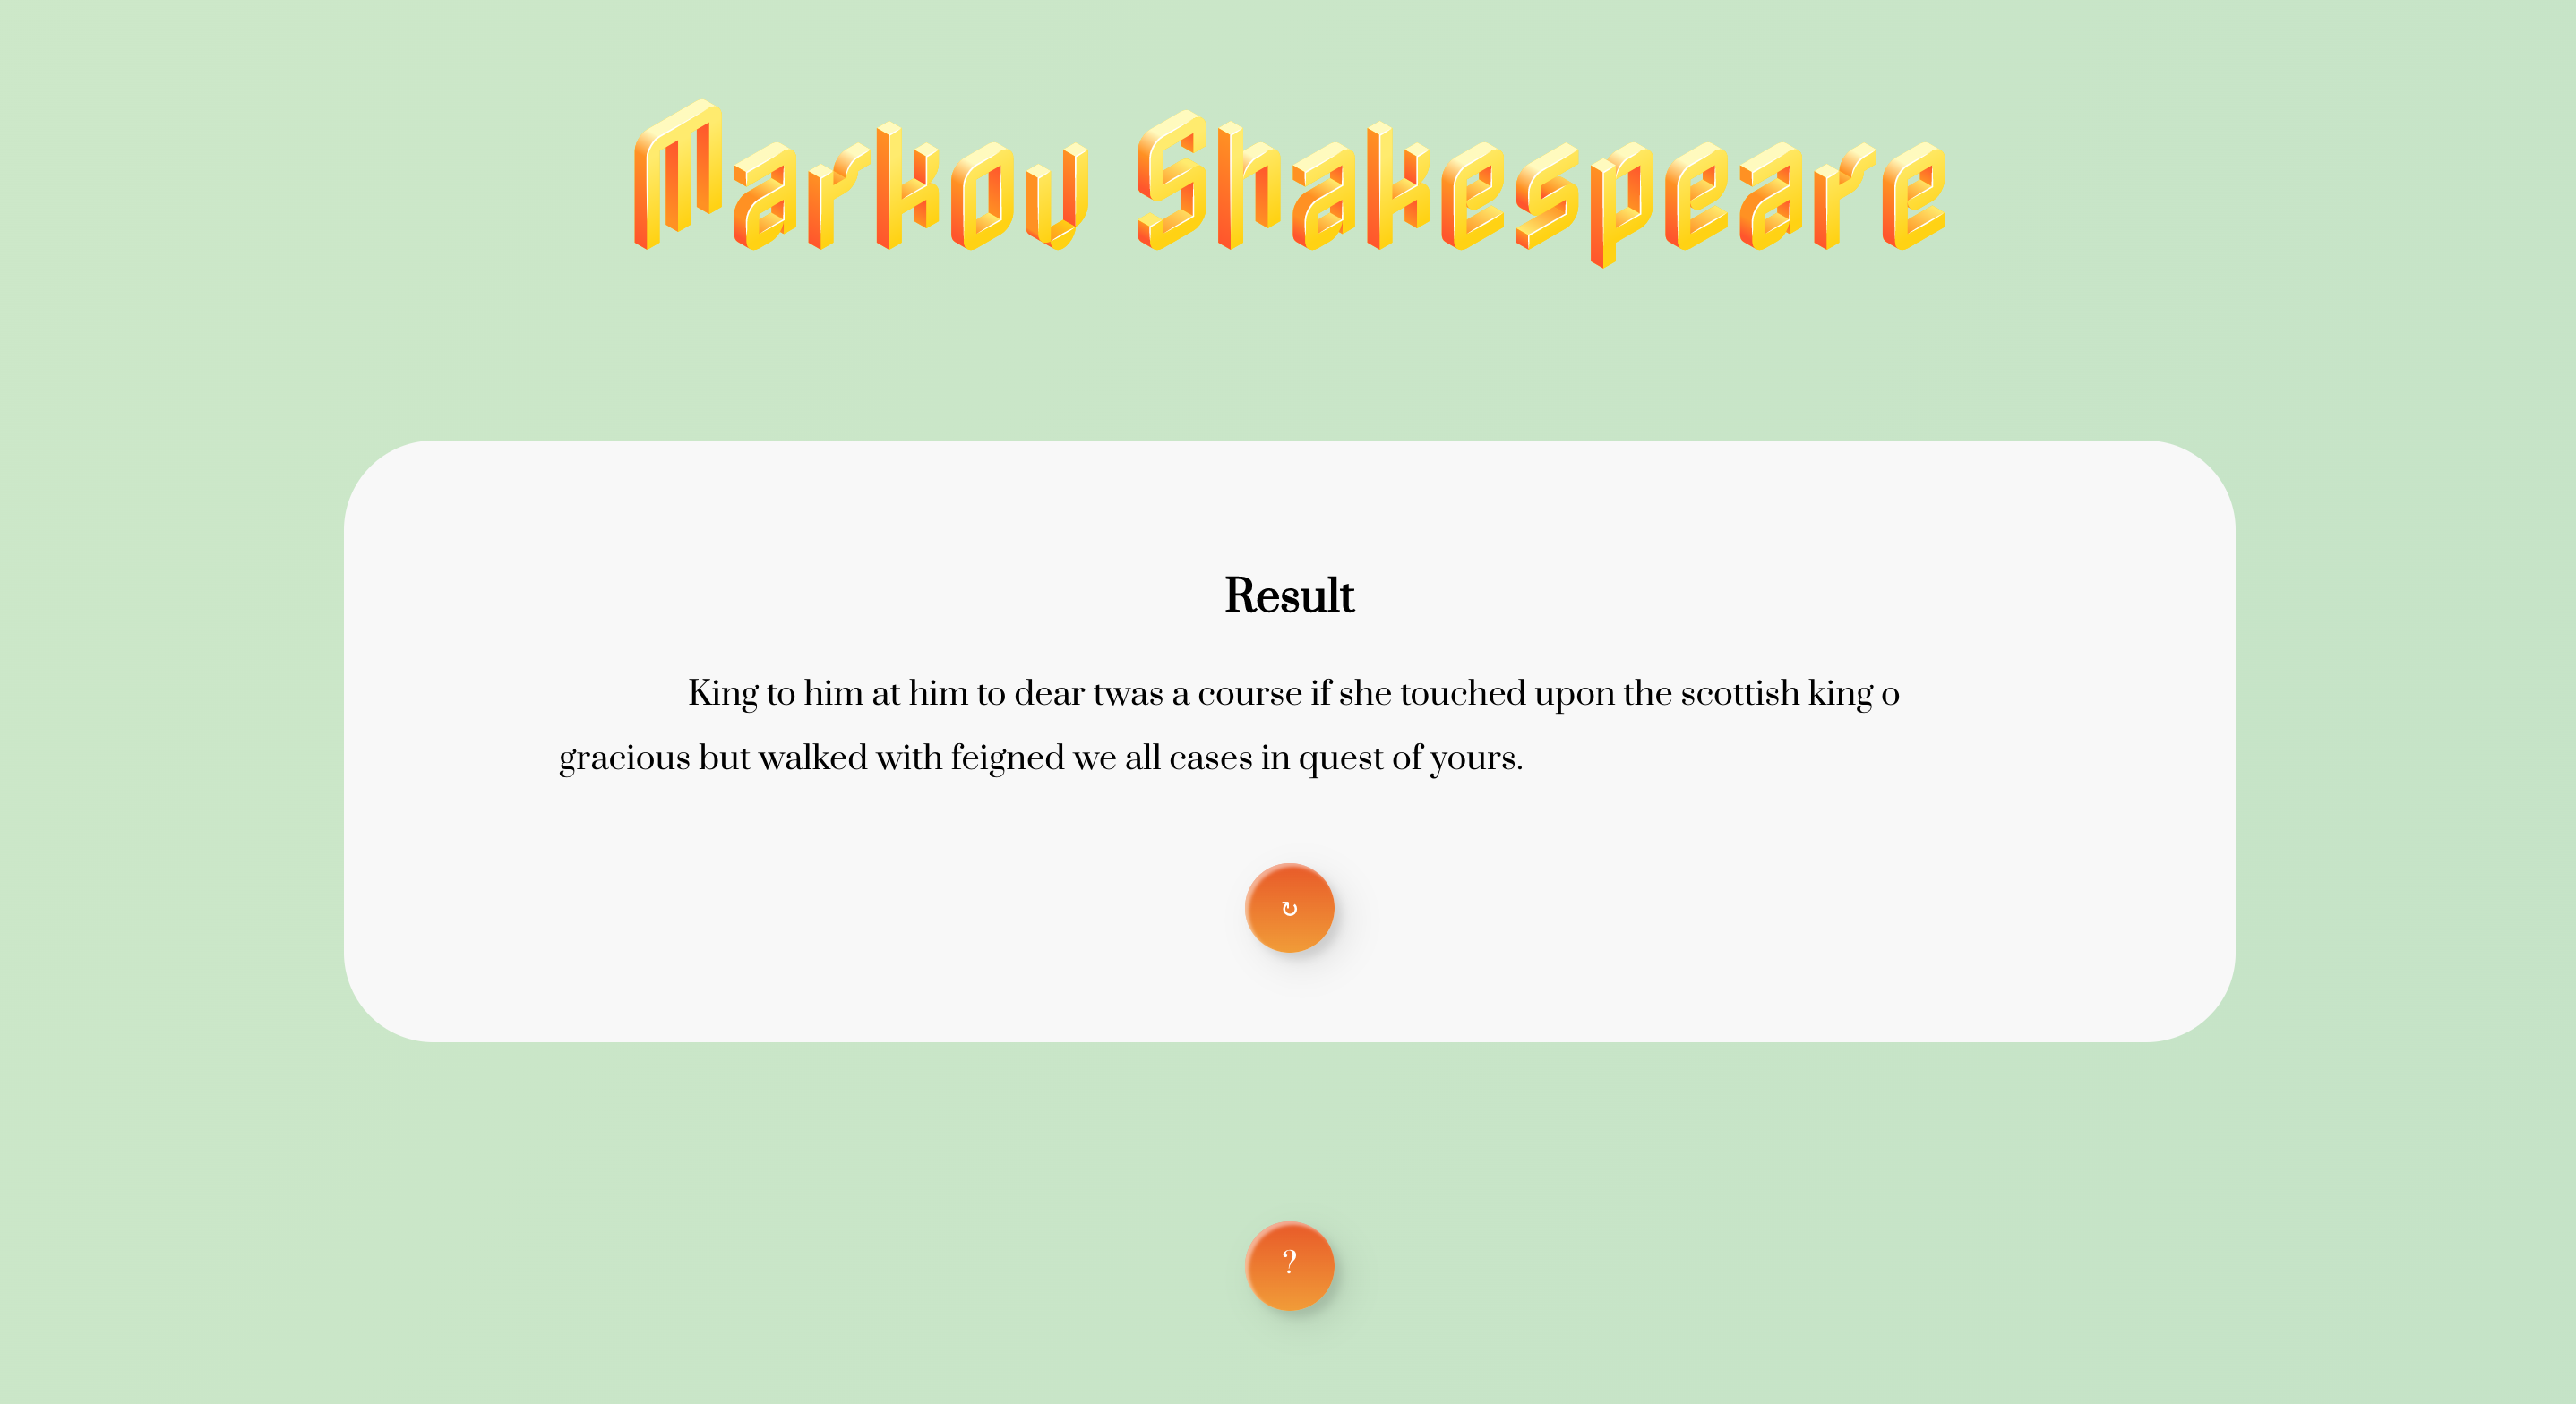 Markov Shakespeare
Result
King to him at him to dear twas a course if she touched upon the scottish king o
gracious but walked with feigned we all cases in quest of yours.
↻
?